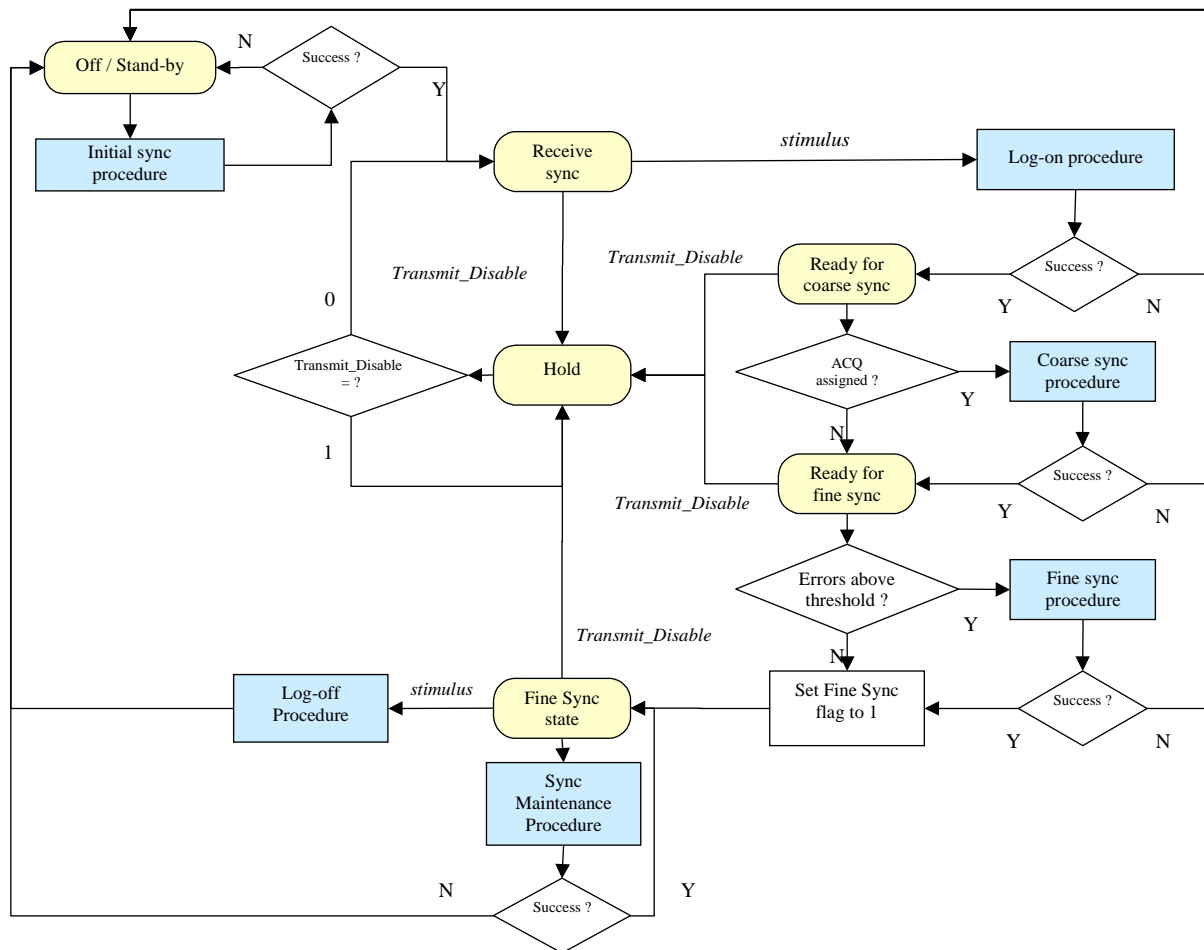 N
Success ?
Off / Stand-by
Y
Initial sync
procedure
Receive
sync
stimulus
Log-on procedure
Transmit_Disable
Transmit_Disable
Ready for
coarse sync
Success ?
Y
N
0
Transmit_Disable
= ?
Hold
ACQ
assigned ?
Y
Coarse sync
procedure
N
1
Ready for
fine sync
Success ?
Transmit_Disable
Y
N
Errors above
threshold ?
Y
Fine sync
procedure
Transmit_Disable
N
Log-off
Procedure
stimulus
Fine Sync
state
Set Fine Sync
flag to 1
Success ?
Y
N
Sync
Maintenance
Procedure
N
Success ?
Y